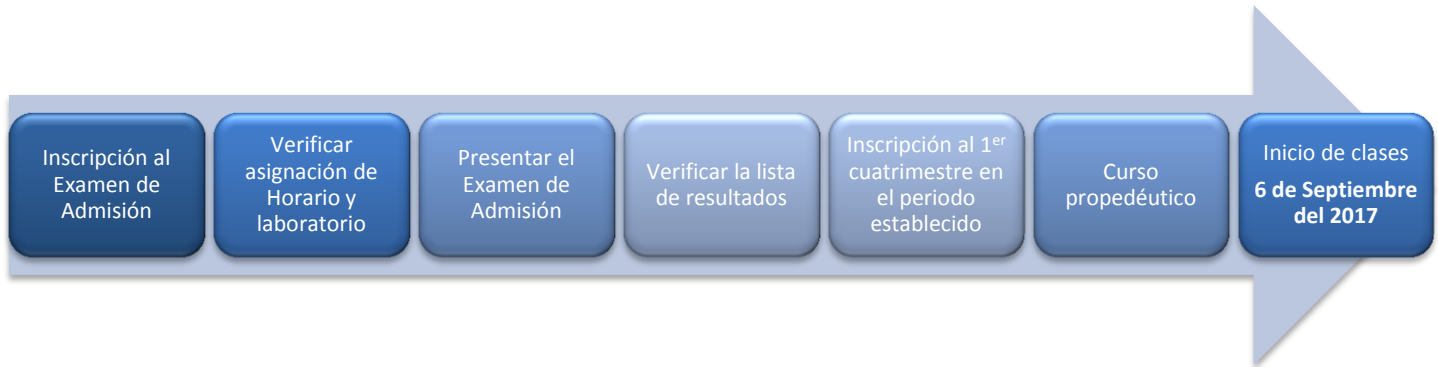 Inscripción al
Examen de
Admisión
Verificar
asignación de
Horario y
laboratorio
Presentar el
Examen de
Admisión
Verificar la lista
de resultados
Inscripción al 1er
cuatrimestre en
el periodo
establecido
Curso
propedéutico
Inicio de clases
6 de Septiembre
del 2017